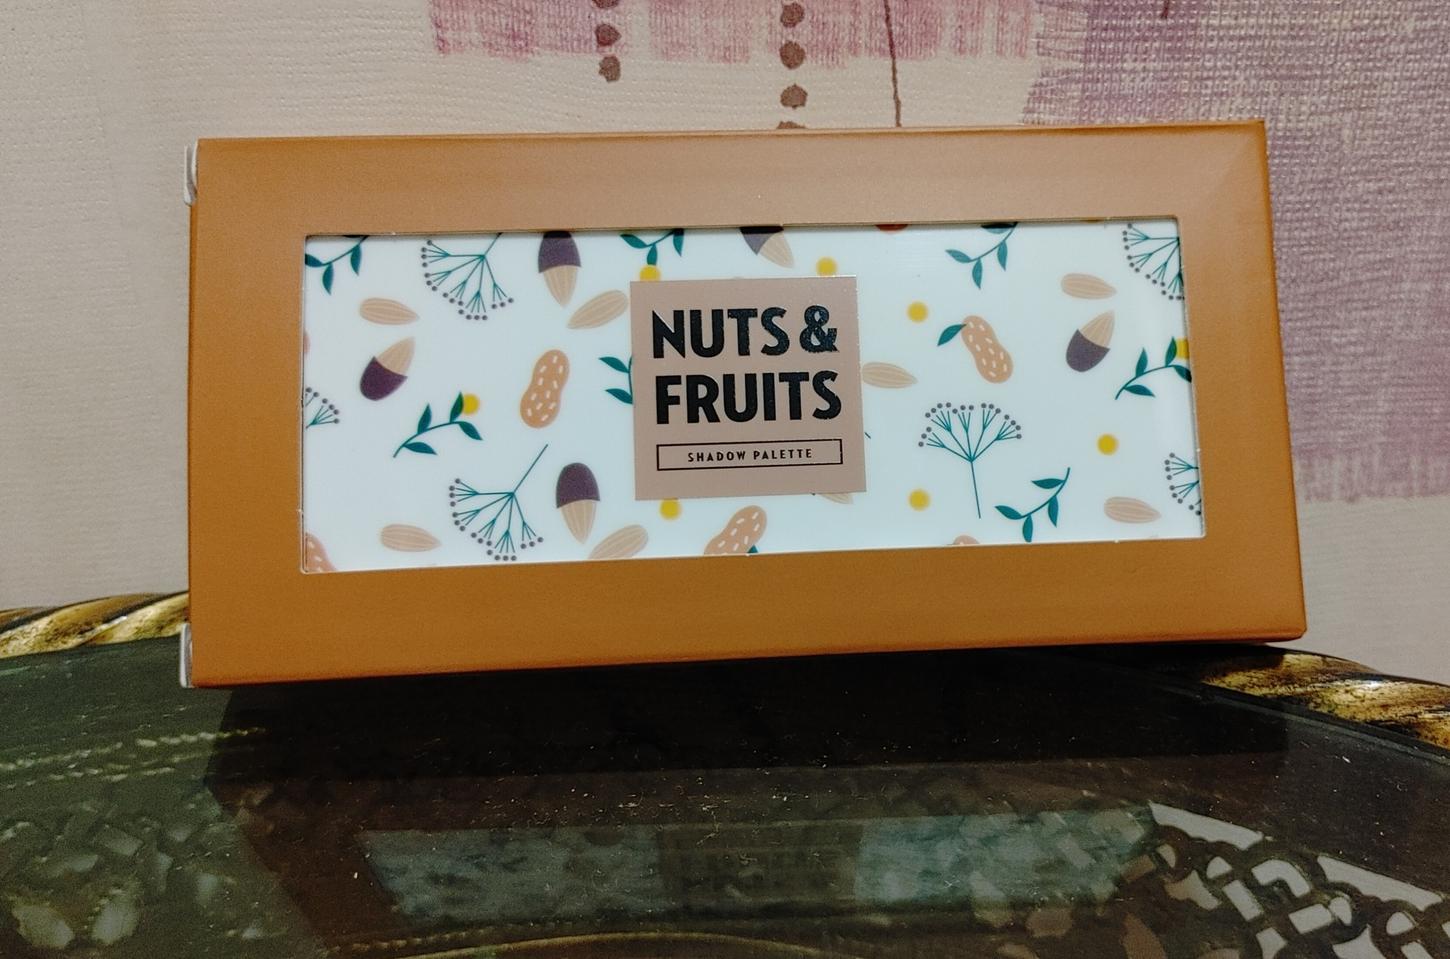 NUTS &
FRUITS
SHADOW PALETTE